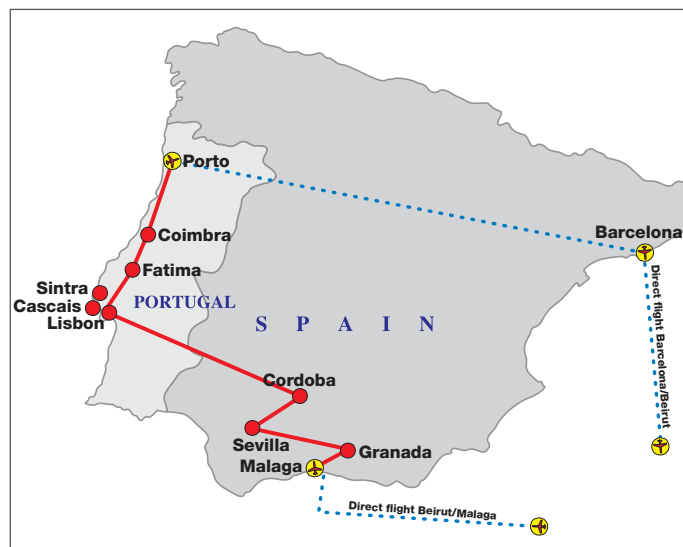 Porto
Barcelona
Coimbra
Fatima
Sintra
Cascais
Lisbon
PORTUGAL
SPAIN
Direct flight Barcelona/Beirut
Cordoba
Sevilla
Granada
Malaga
Direct flight Beirut/Malaga